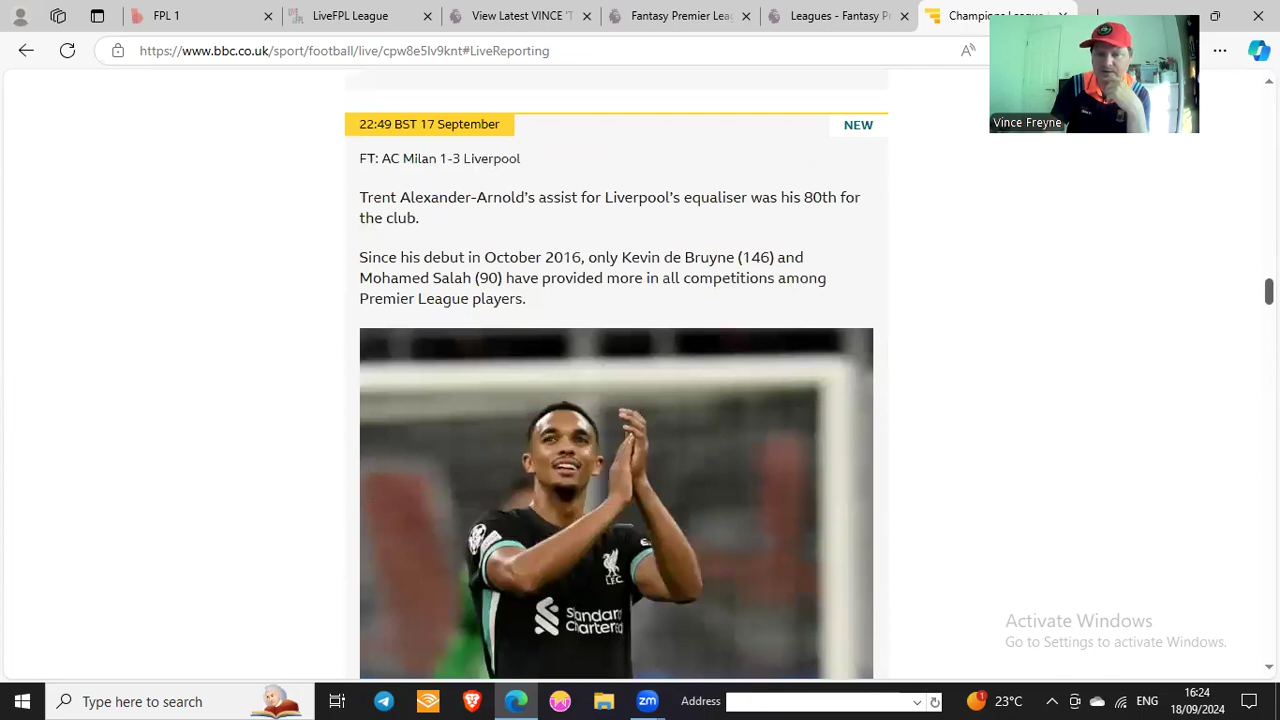 FPL 1
LiveFPL League
View Latest VINCE 'T
Fantasy Premier Lea
Leagues - Fantasy P
Champions Leag
https://www.bbc.co.uk/sport/football/live/cpw8e5lv9knt#LiveReporting
Vince Freyne
22:49 BST 17 September
NEW
FT: AC Milan 1-3 Liverpool
Trent Alexander-Arnold's assist for Liverpool's equaliser was his 80th for
the club.
Since his debut in October 2016, only Kevin de Bruyne (146) and
Mohamed Salah (90) have provided more in all competitions among
Premier League players.
L.F.C.
Standard
Chartered
Activate Windows
Go to Settings to activate Windows.
Type here to search
zm
Address
1
23°C
ENG
16:24
18/09/2024